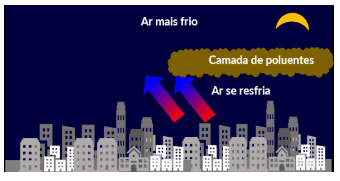 Ar mais frio
Camada de poluentes
Ar se resfria